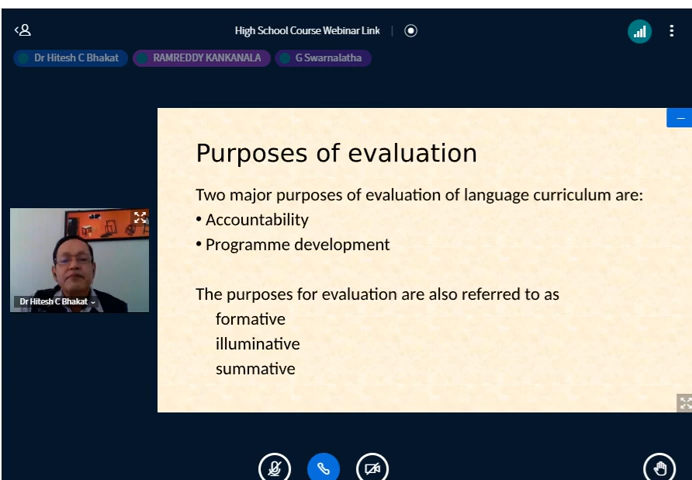 High School Course Webinar Link
Dr Hitesh C Bhakat RAMREDDY KANKANALA G Swarnalatha
Purposes of evaluation
Two major purposes of evaluation of language curriculum are:
• Accountability
• Programme development
The purposes for evaluation are also referred to as
formative
illuminative
summative
Dr Hitesh C Bhakat